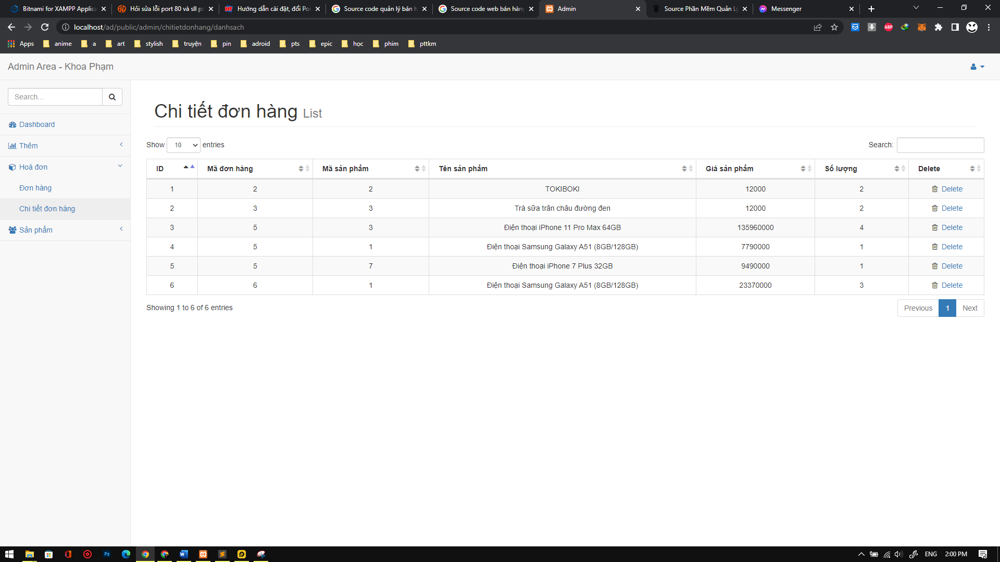 Bitnami for XAMPP Applica
Hỏi sửa lỗi port 80 và sll po
Hướng dẫn cài đặt, đổi Po
Source code quản lý bán h
Source code web bán hàng
Admin
Source Phần Mềm Quản Lý
Messenger
localhost/ad/public/admin/chitietdonhang/danhsach
ABP
Apps
anime
a
art
stylish
truyện
pin
adroid
pts
epic
học
phim
pttkm
Admin Area - Khoa Phạm
Search...
Dashboard
Thêm
Hoá đơn
Đơn hàng
Chi tiết đơn hàng
Sản phẩm
Chi tiết đơn hàng List
Show 10 entries
Search:
ID Mã đơn hàng Mã sản phẩm Tên sản phẩm Giá sản phẩm Số lượng Delete
1 2 2 TOKIBOKI 12000 2 Delete
2 3 3 Trà sữa trân châu đường đen 12000 2 Delete
3 5 3 Điện thoại iPhone 11 Pro Max 64GB 135960000 4 Delete
4 5 1 Điện thoại Samsung Galaxy A51 (8GB/128GB) 7790000 1 Delete
5 5 7 Điện thoại iPhone 7 Plus 32GB 9490000 1 Delete
6 6 1 Điện thoại Samsung Galaxy A51 (8GB/128GB) 23370000 3 Delete
Showing 1 to 6 of 6 entries
Previous 1 Next
Ps
ENG
2:00 PM